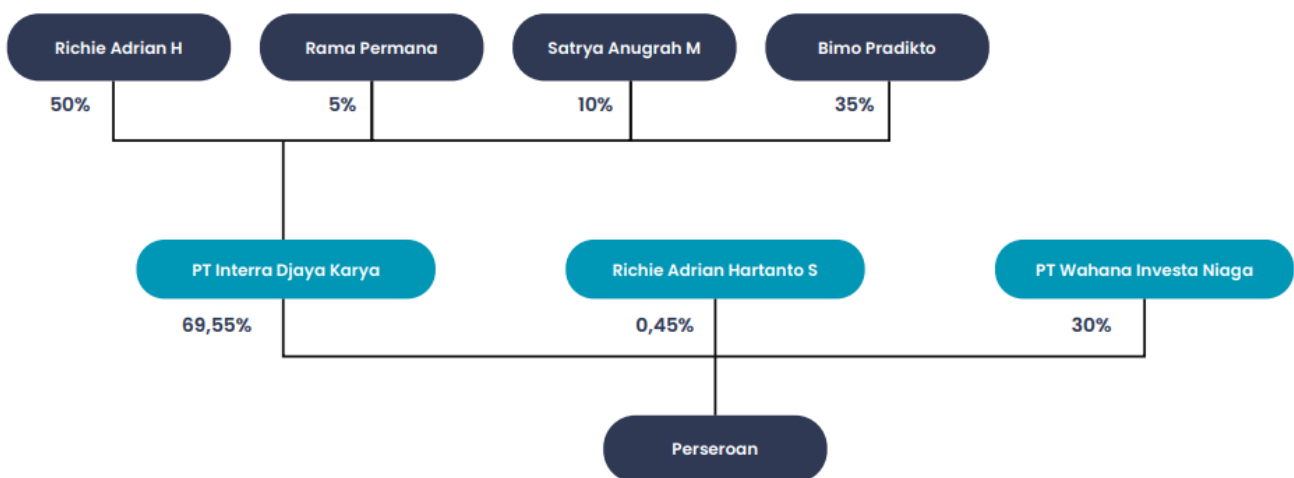 Richie Adrian H
Rama Permana
Satrya Anugrah M
Bimo Pradikto
50%
5%
10%
35%
PT Interra Djaya Karya
Richie Adrian Hartanto S
PT Wahana Investa Niaga
69,55%
0,45%
30%
Perseroan